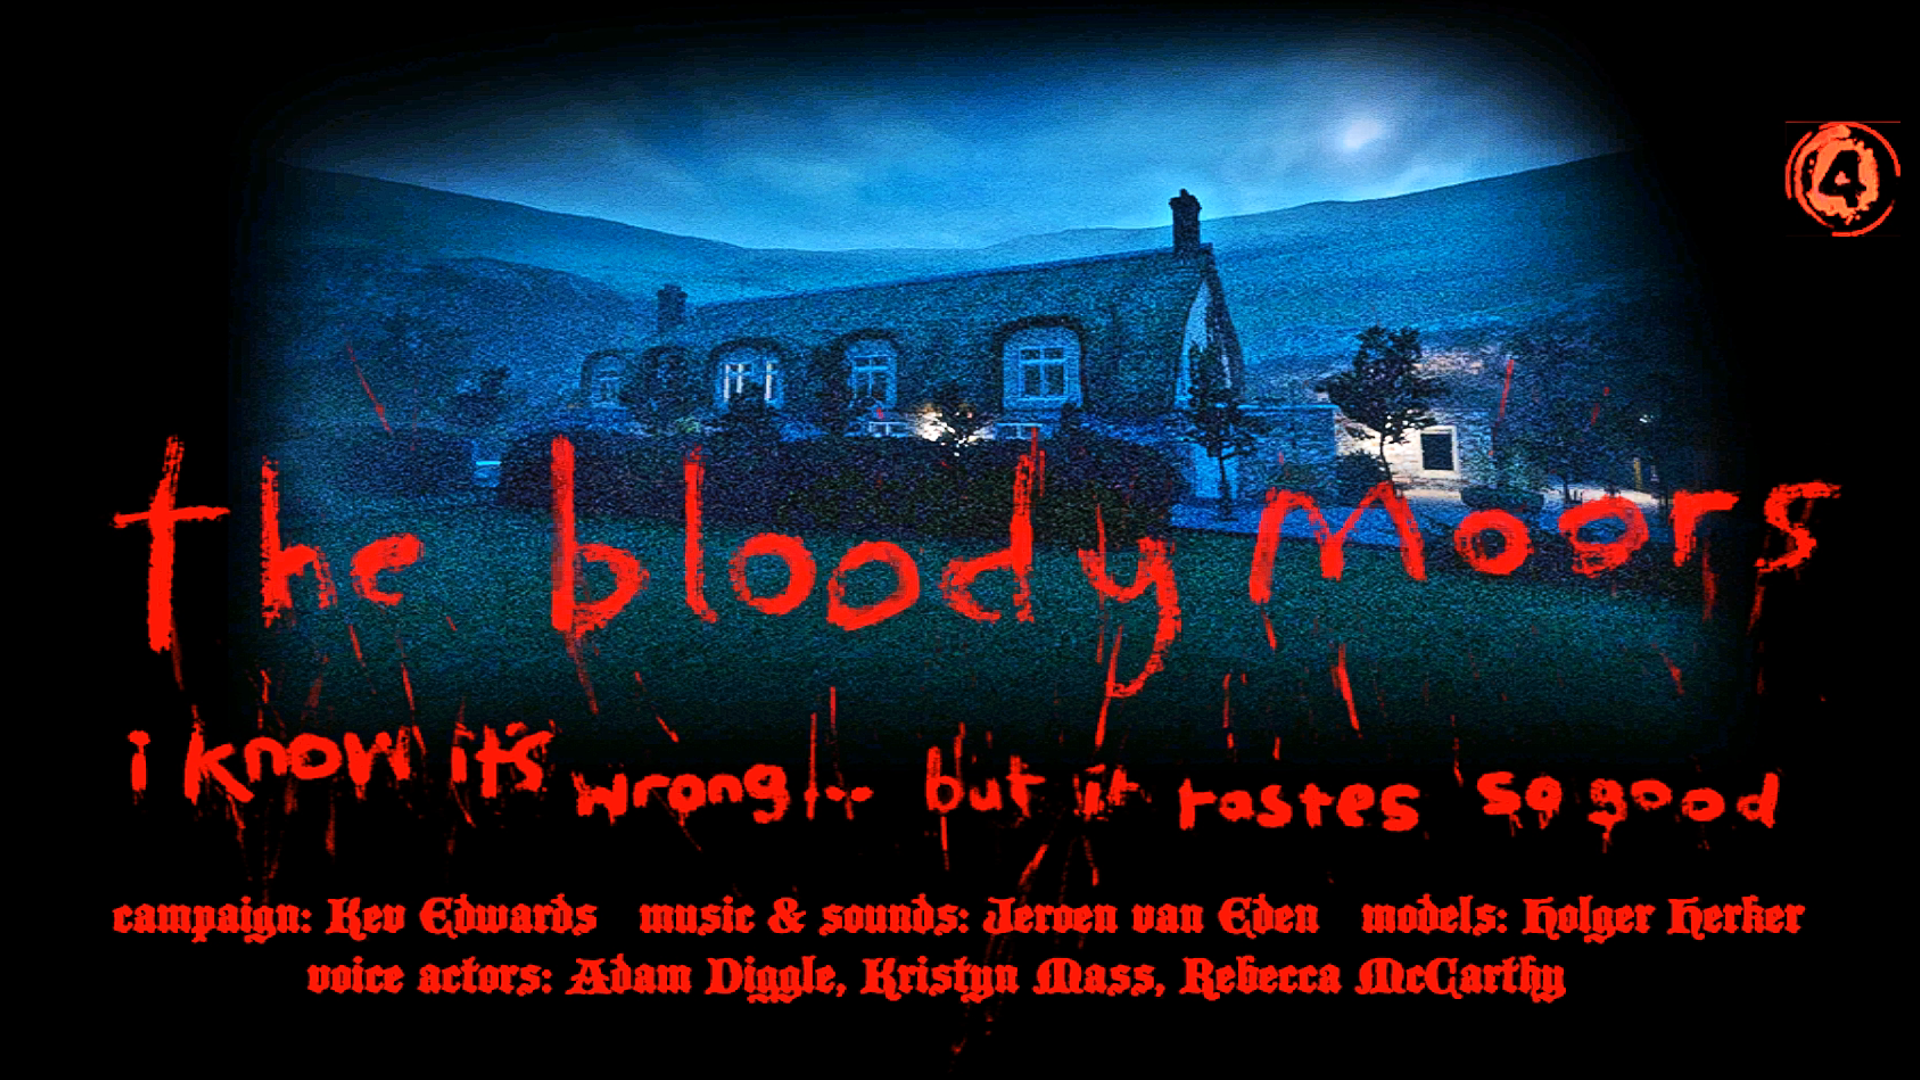 4
the bloody Moors
i know it's wrong... but it tastes so good
campaign: Kev Edwards music & sounds: Jeroen van Eden models: Holger Herker
voice actors: Adam Diggle, Kristyn Mass, Rebecca McCarthy